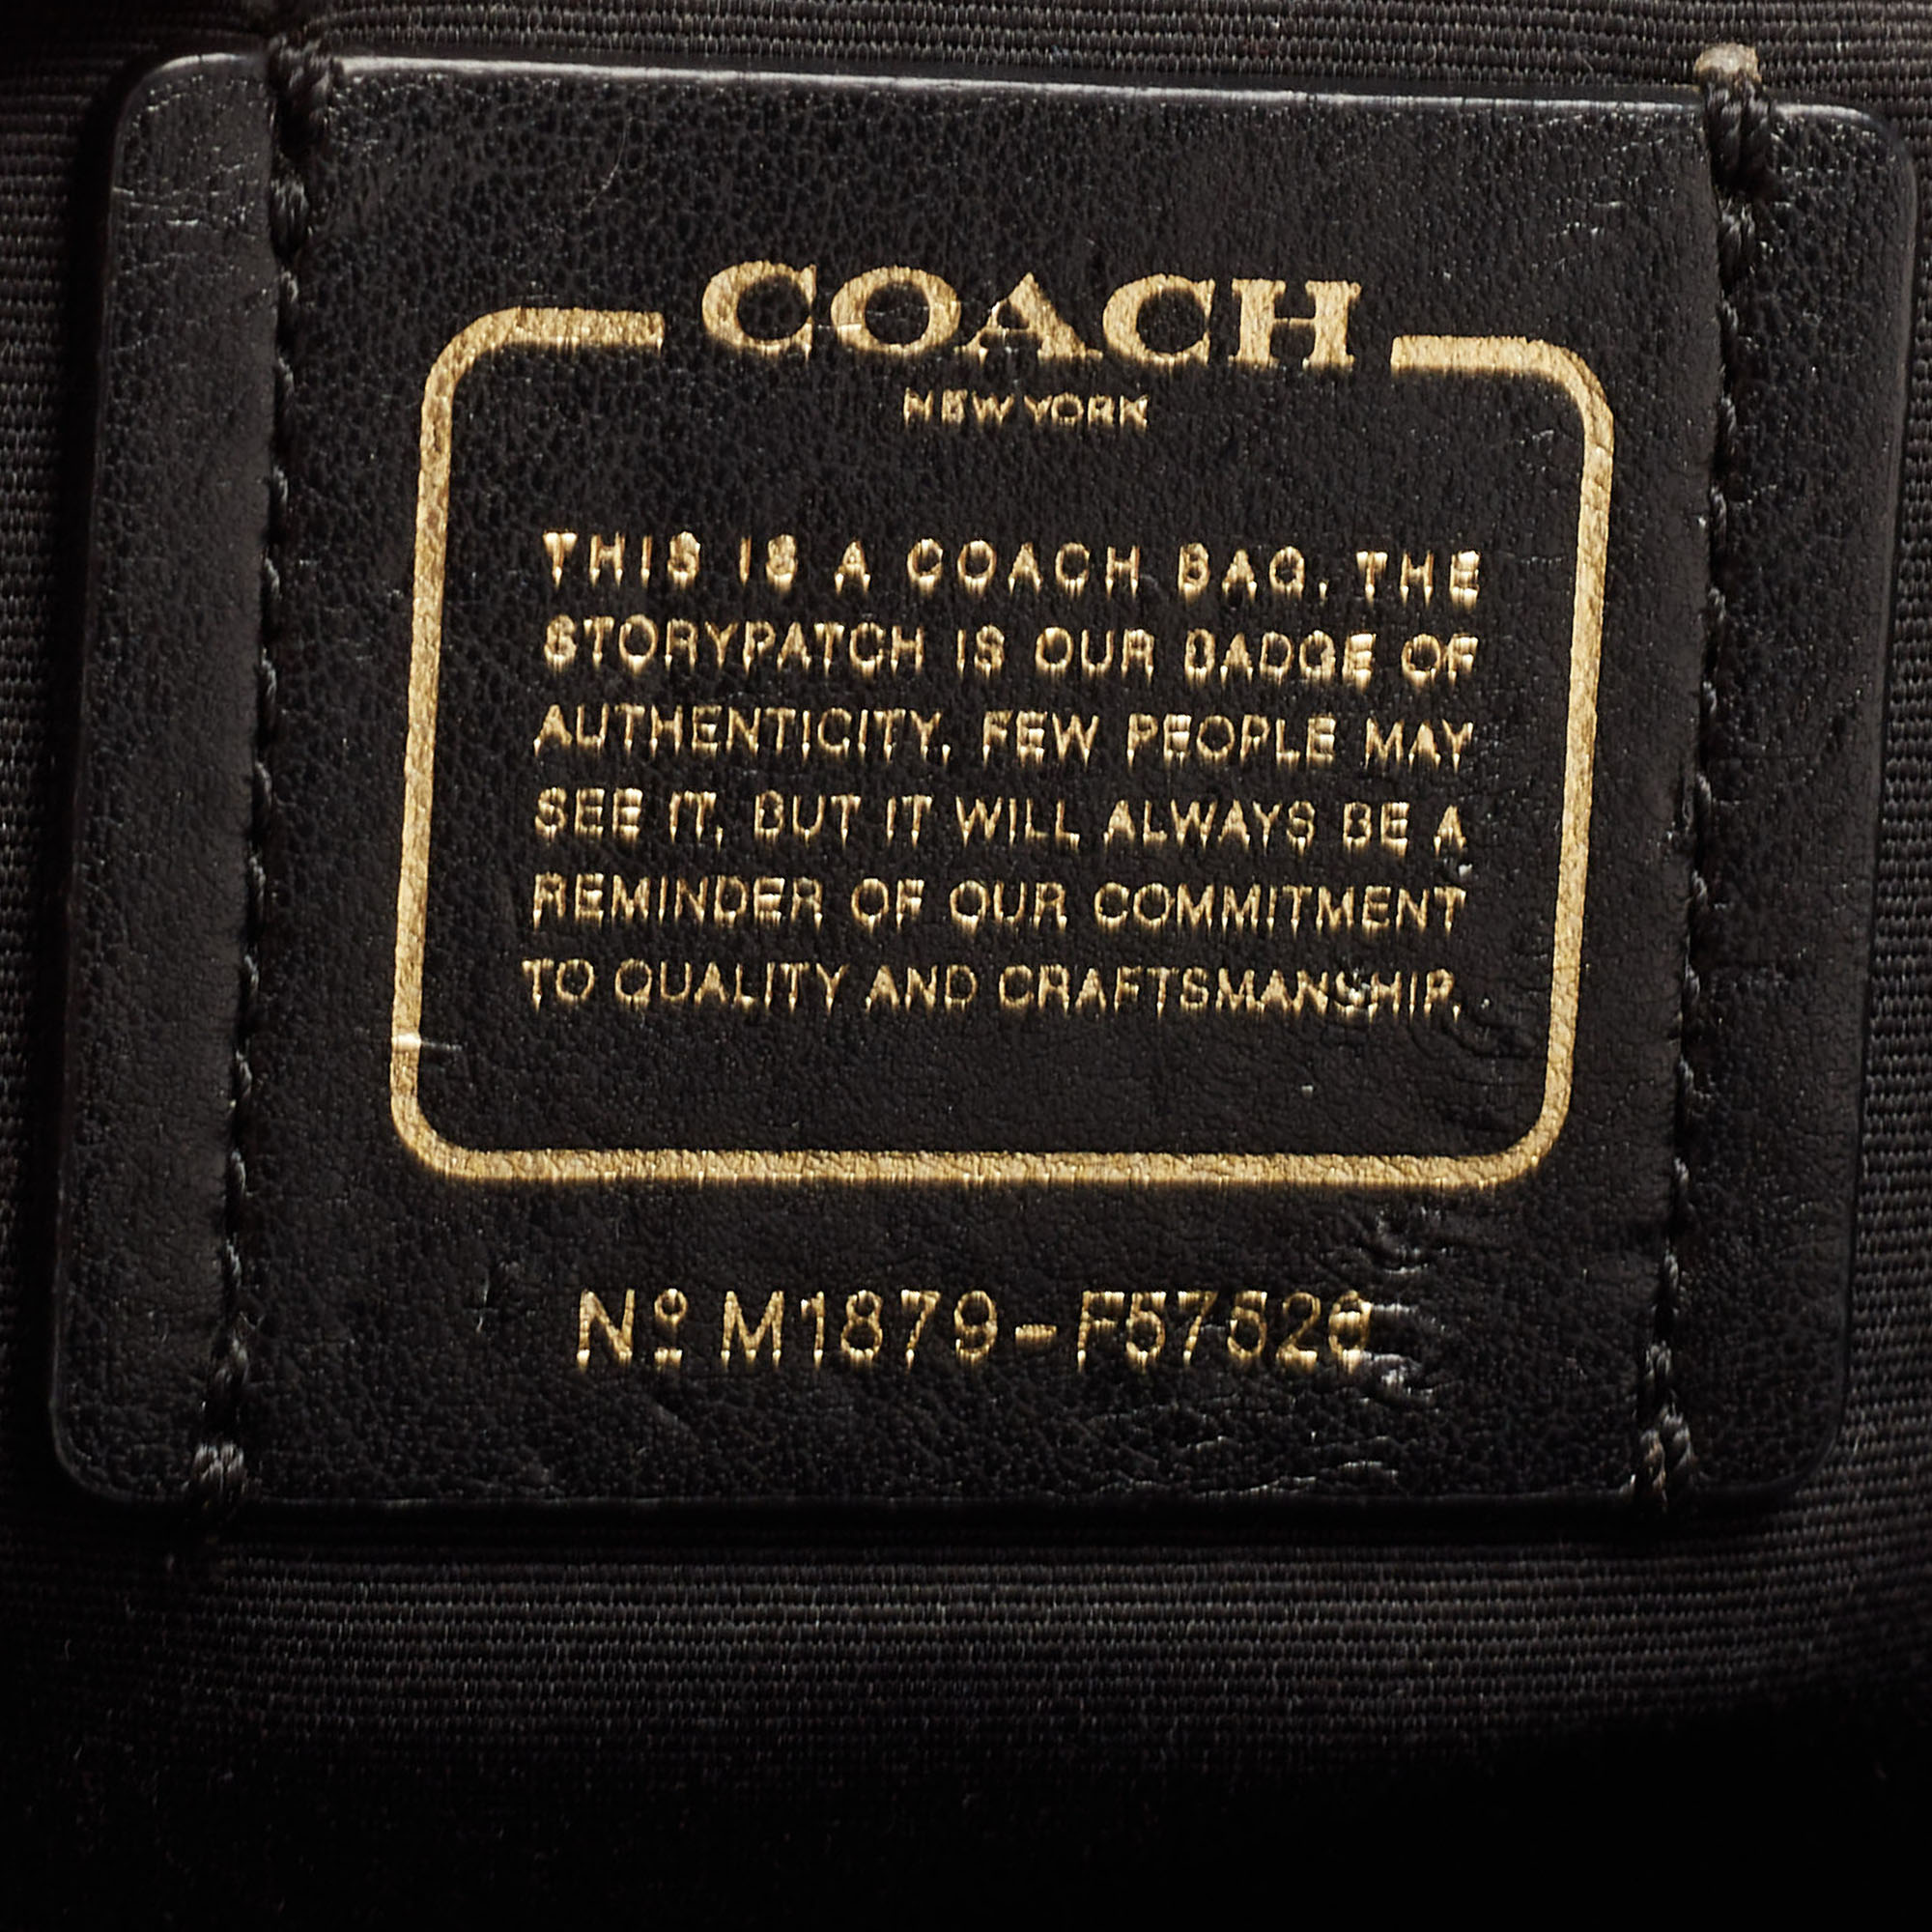 COACH
NEW YORK
THIS IS A COACH BAG. THE
STORYPATCH IS OUR BADGE OF
AUTHENTICITY. FEW PEOPLE MAY
SEE IT, BUT IT WILL ALWAYS BE A
REMINDER OF OUR COMMITMENT
TO QUALITY AND CRAFTSMANSHIP.
Nº M1879-F57526